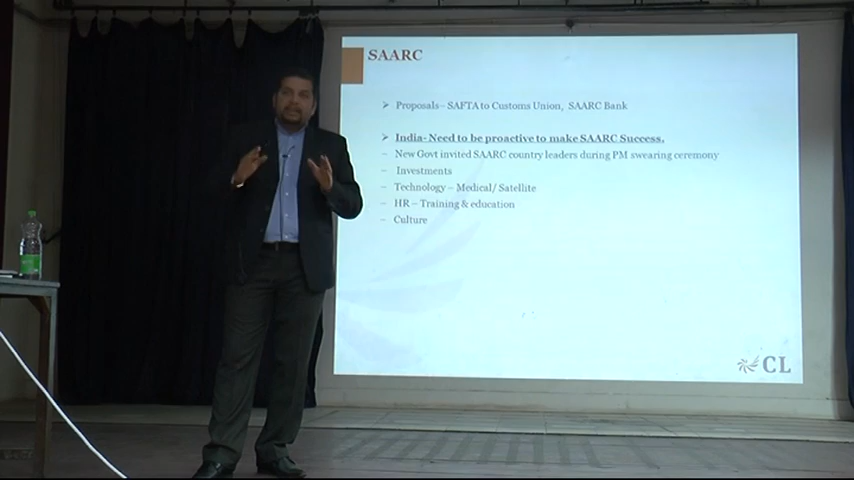 SAARC
➢ Proposals– SAFTA to Customs Union, SAARC Bank
➢ India- Need to be proactive to make SAARC Success.
– New Govt invited SAARC country leaders during PM swearing ceremony
– Investments
– Technology – Medical/ Satellite
– HR – Training & education
– Culture
CL